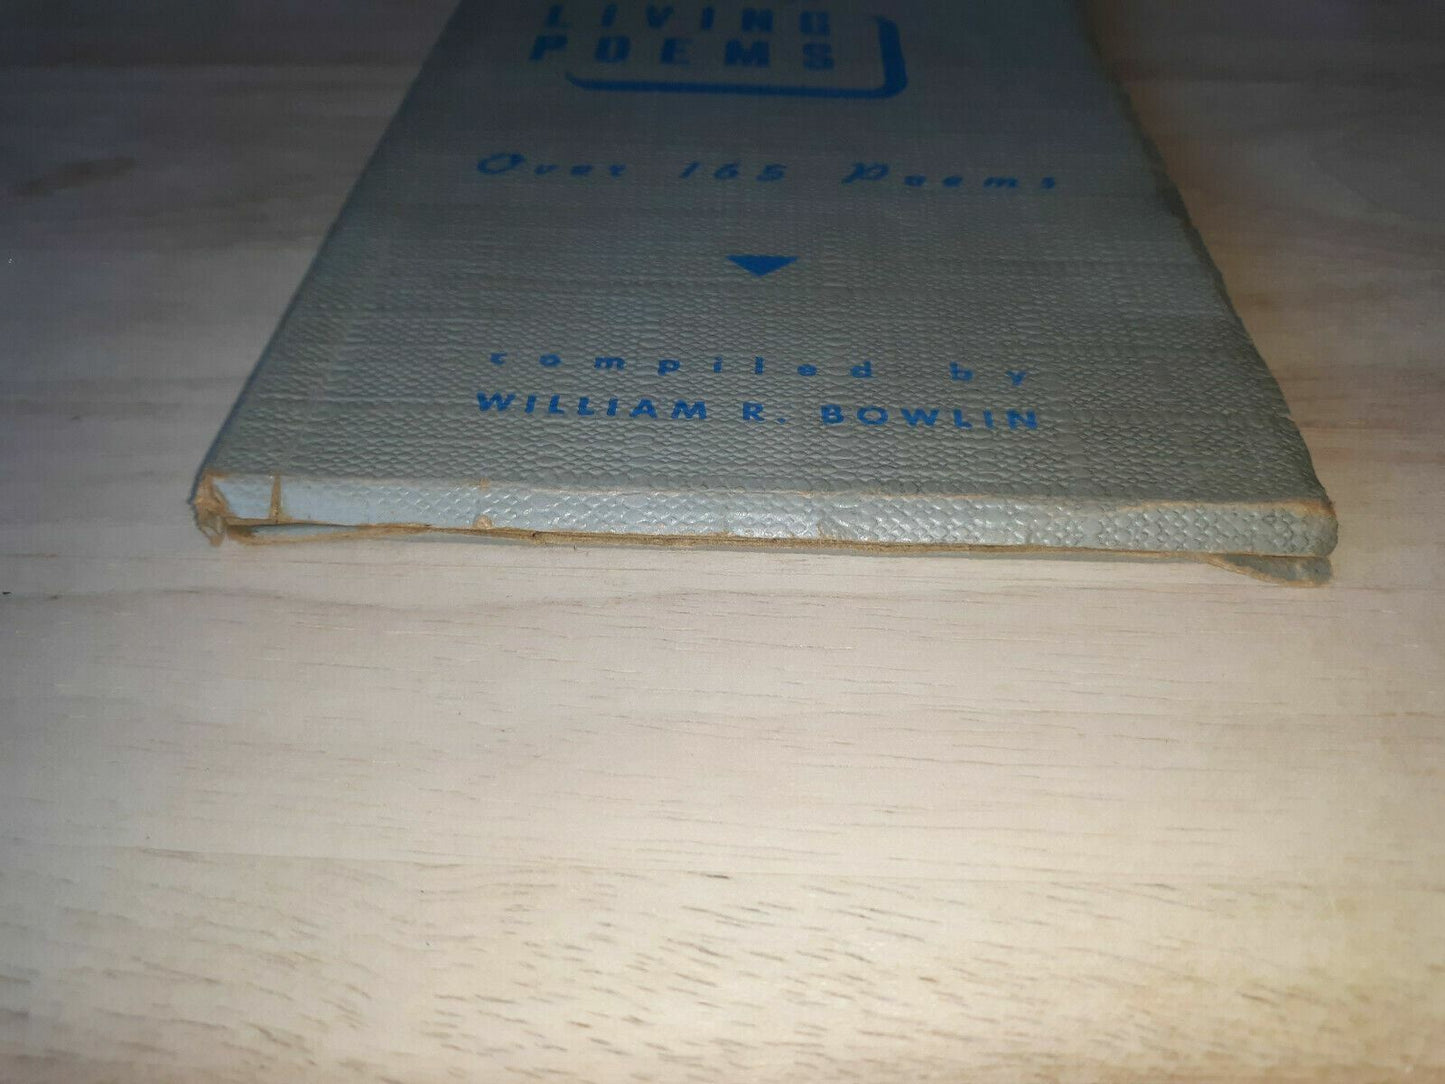 LIVING
POEMS
Over 165 Poems
compiled by
WILLIAM R. BOWLIN